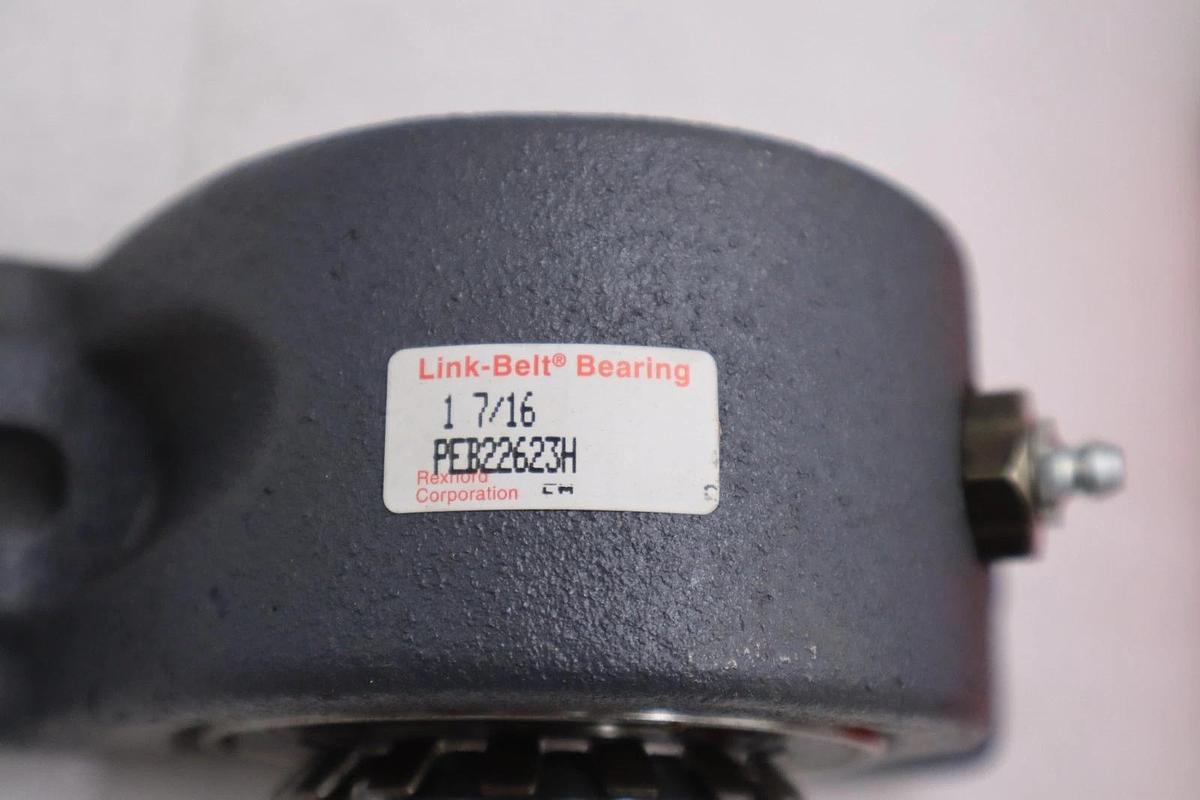 Link-Belt® Bearing
1 7/16
PEB22623H
Rexnord
Corporation